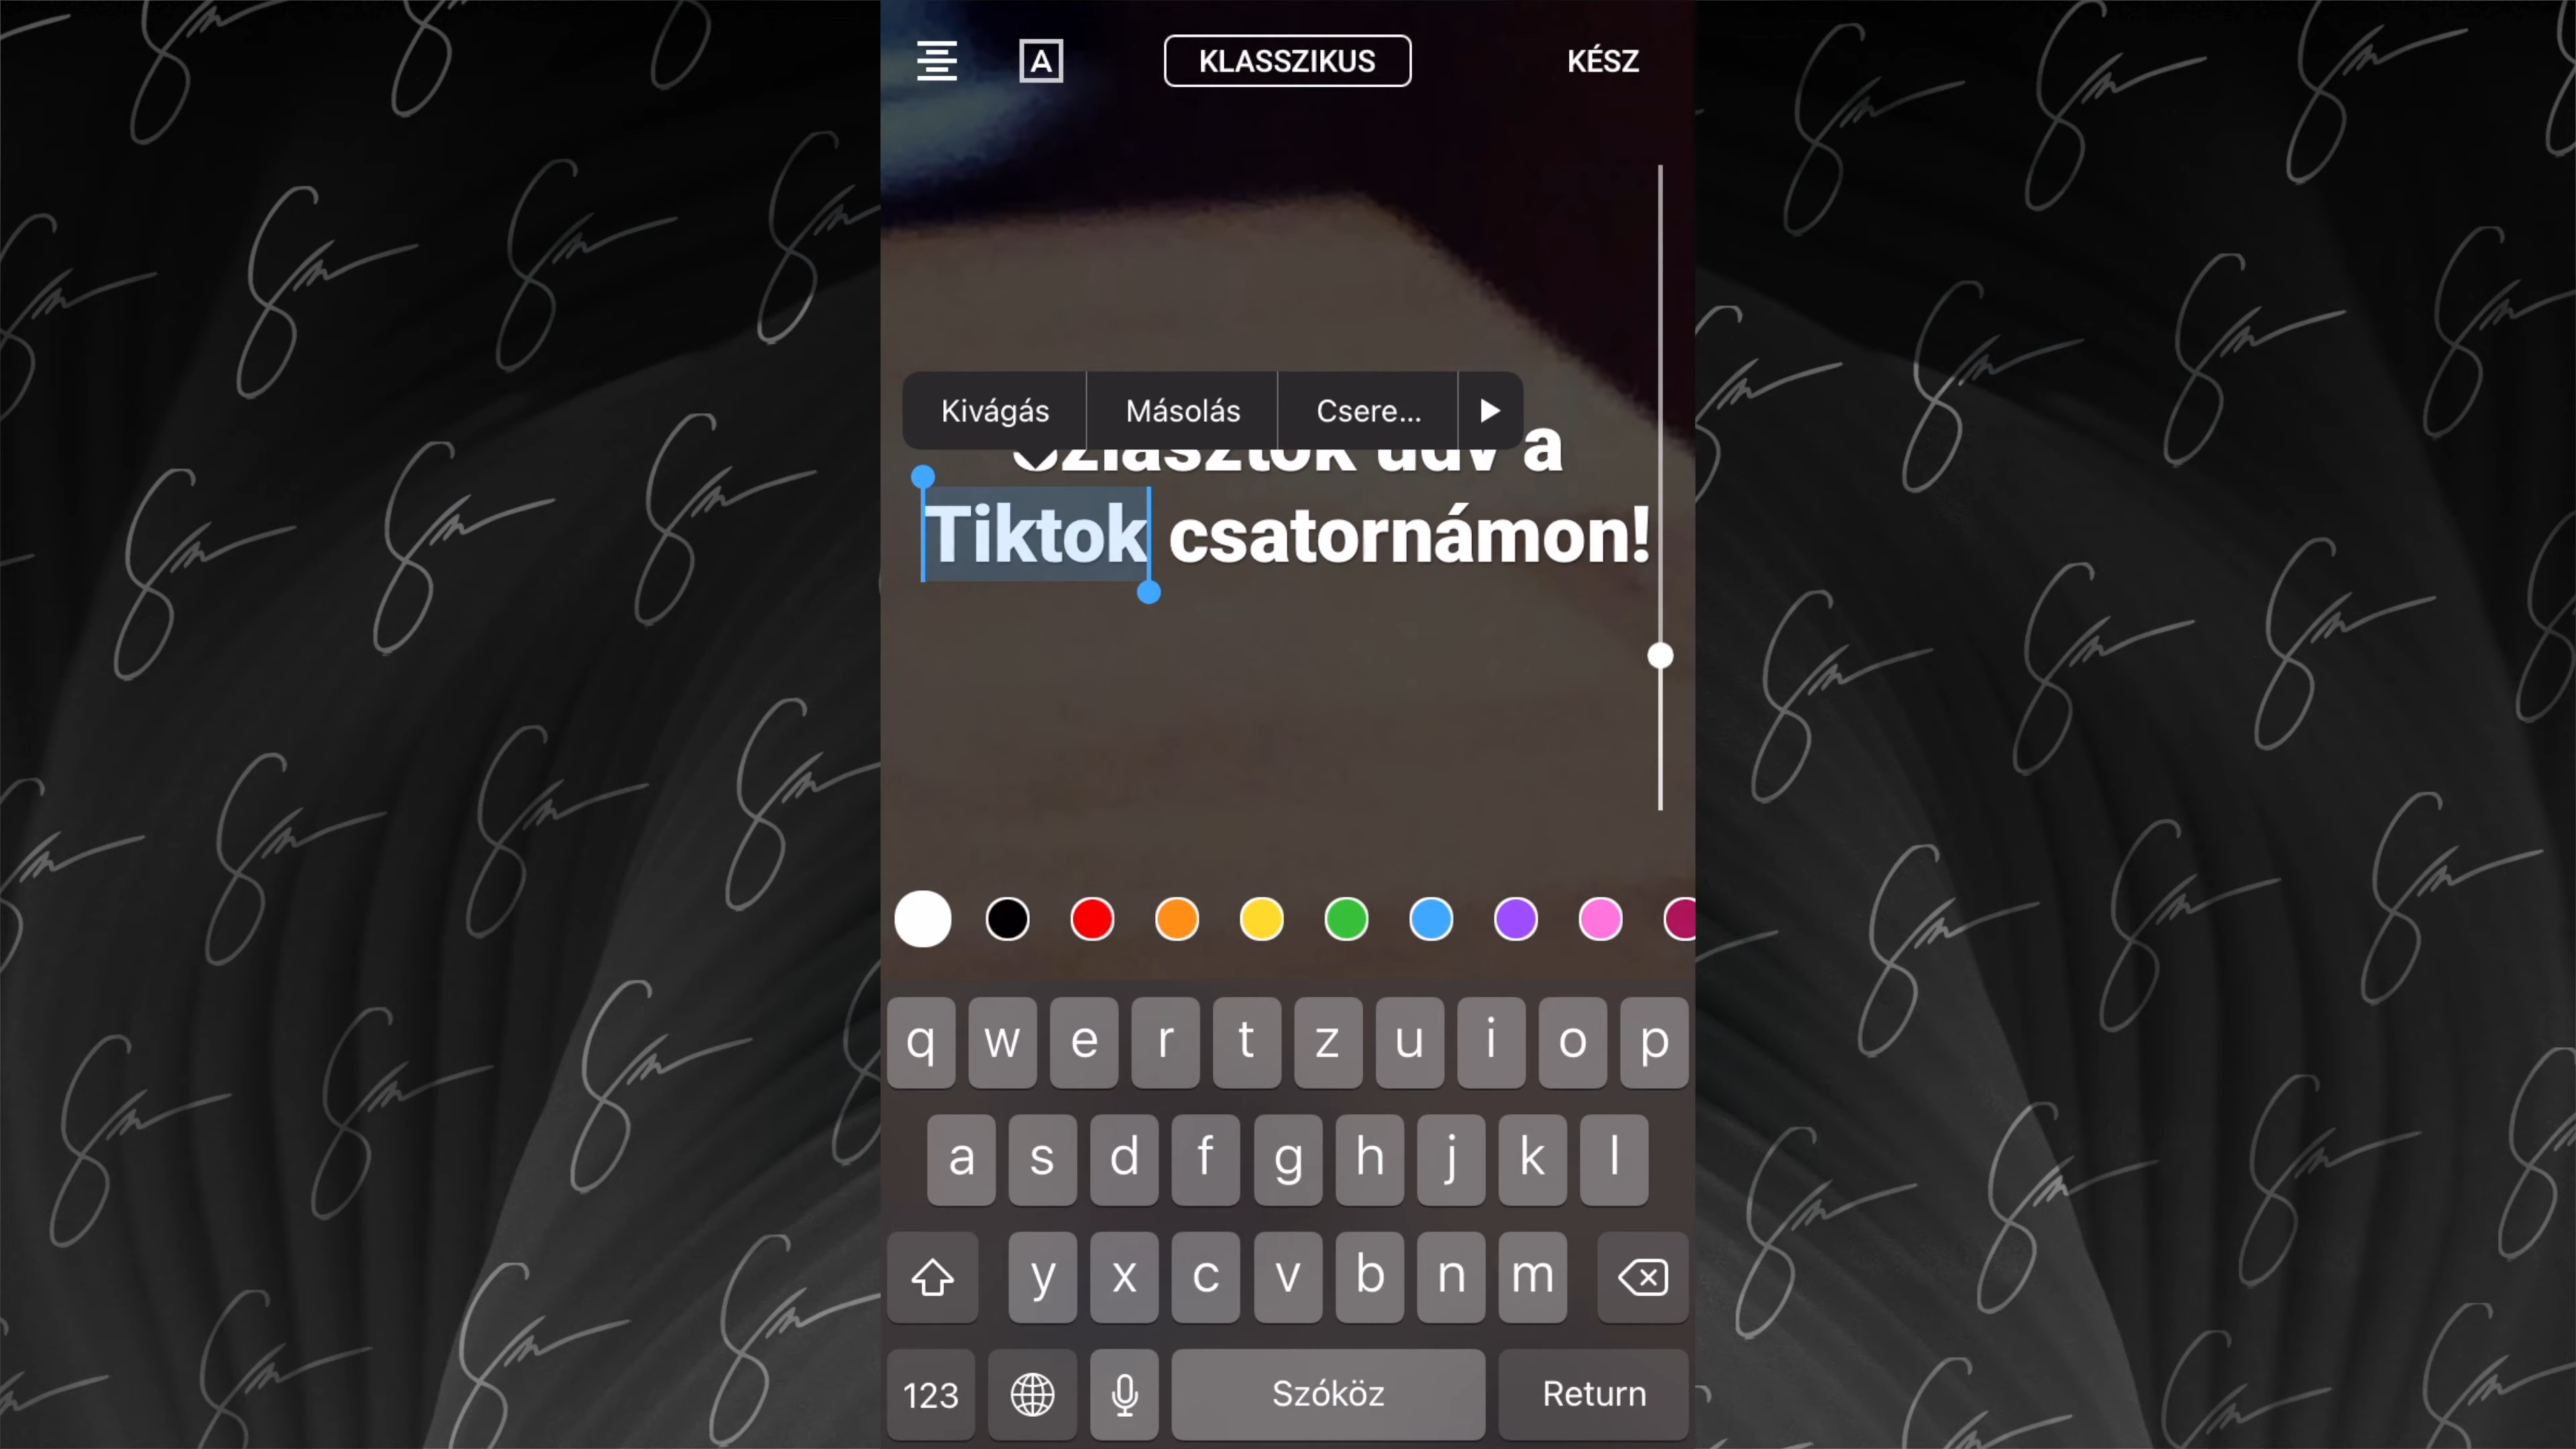 A KLASSZIKUS KÉSZ
Kivágás Másolás Csere...
a
Tiktok csatornámon!
q w e r t z u i o p
a s d f g h j k l
y x c v b n m
123 Szóköz Return